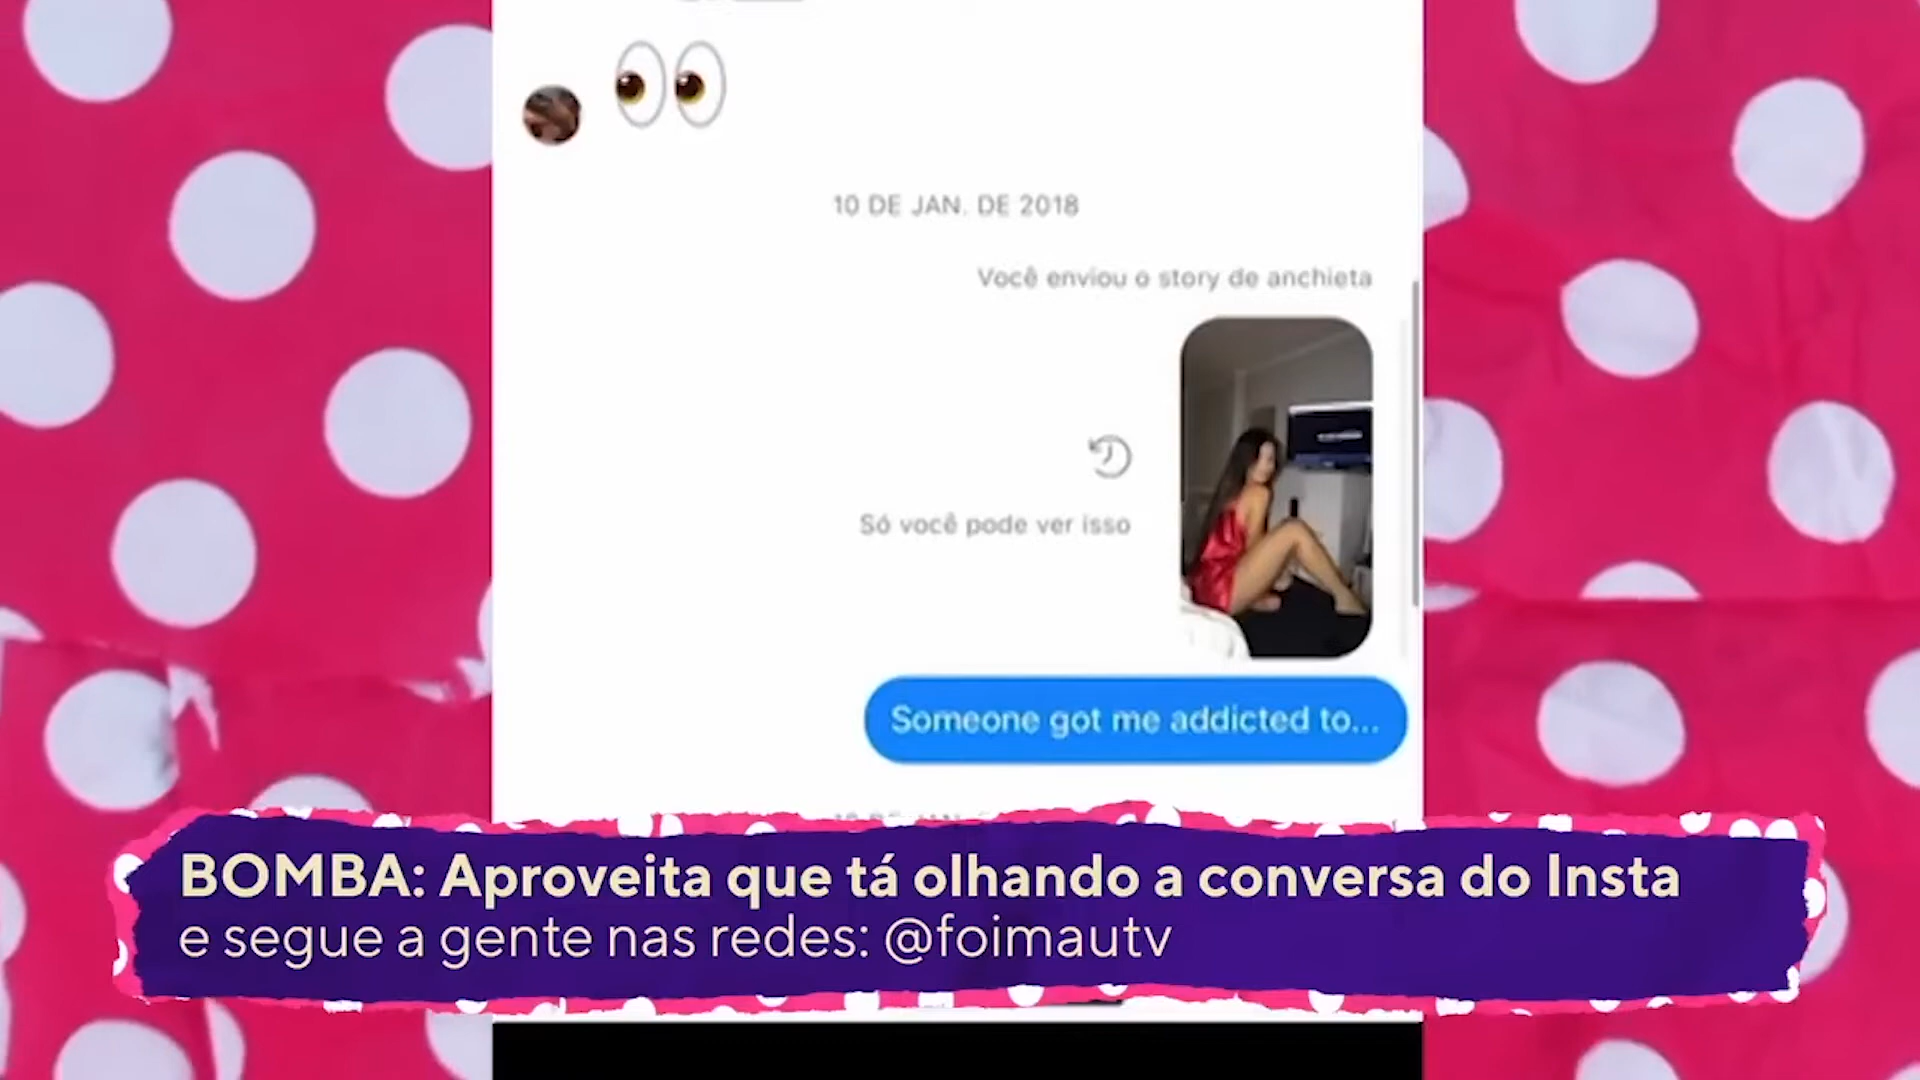 10 DE JAN. DE 2018
Você enviou o story de anchieta
Só você pode ver isso
Someone got me addicted to...
BOMBA: Aproveita que tá olhando a conversa do Insta
e segue a gente nas redes: @foimautv